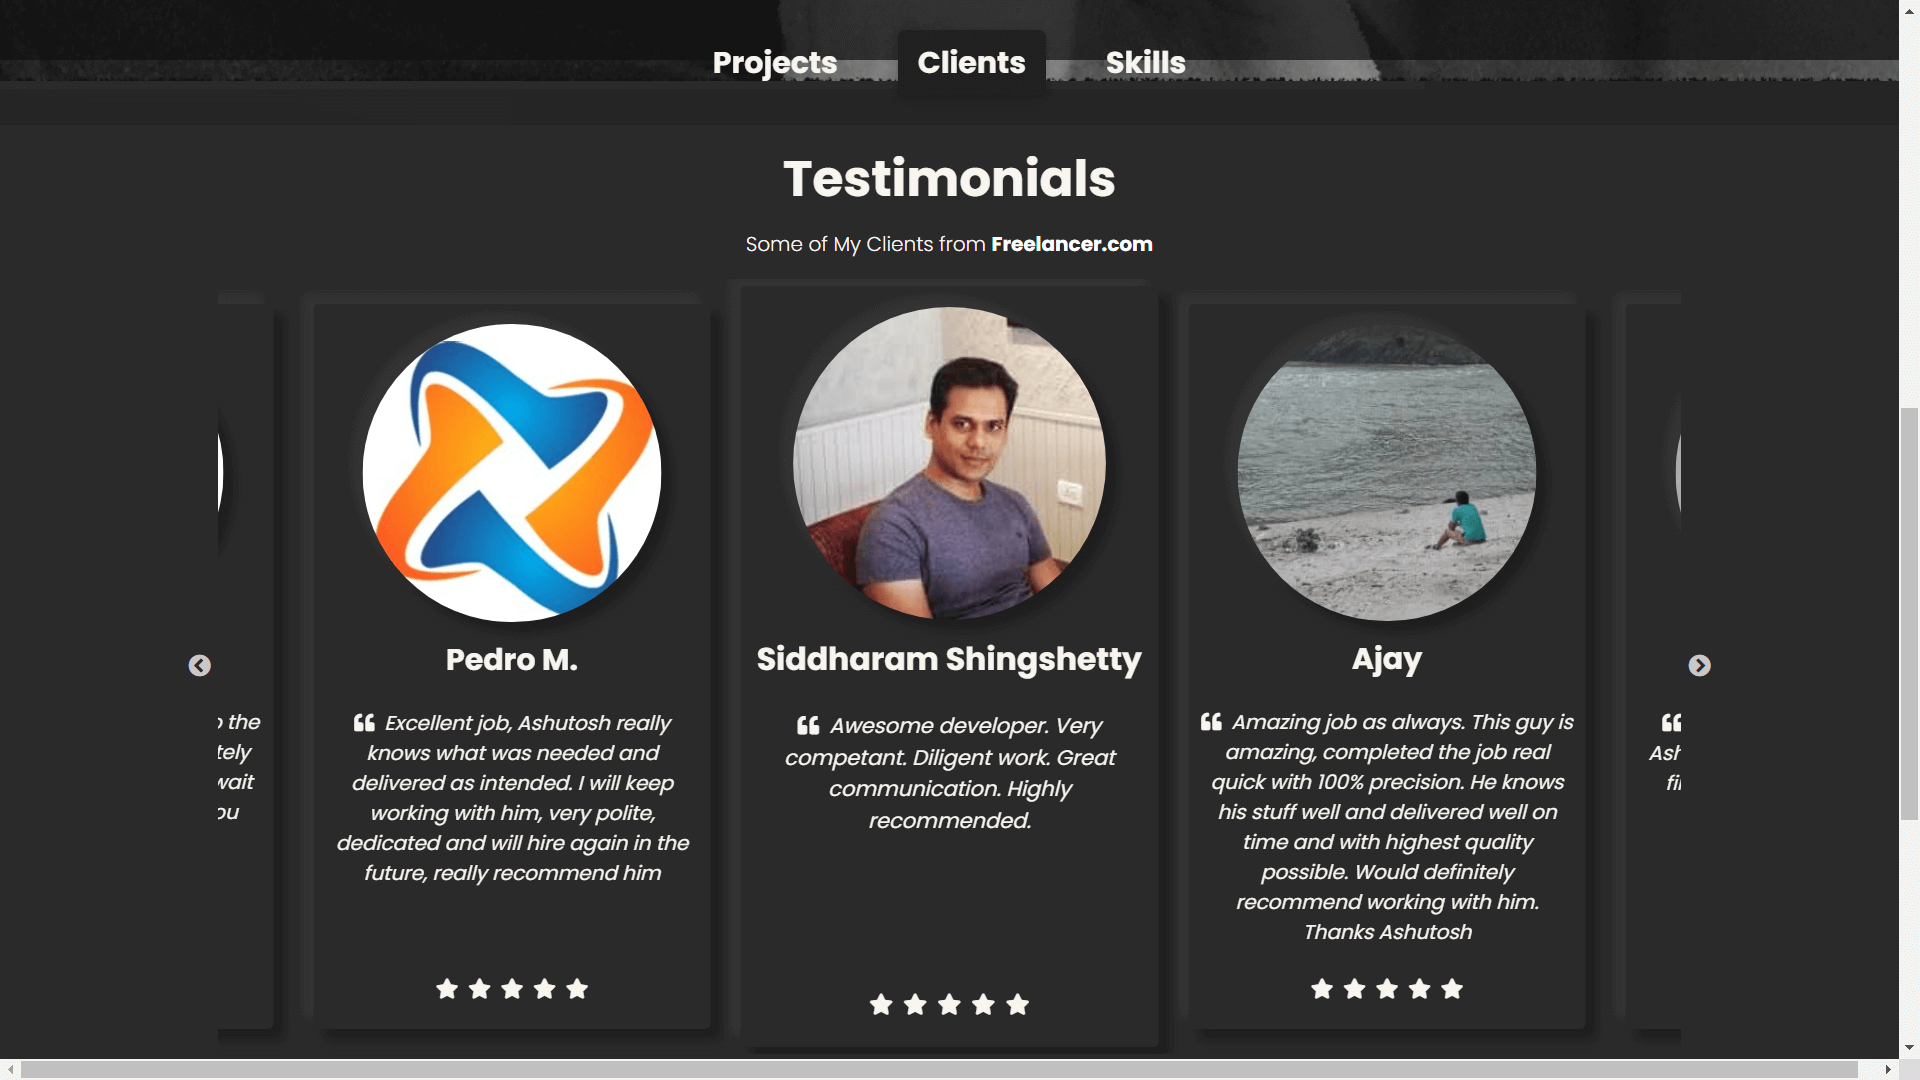 Projects
Clients
Skills
Testimonials
Some of My Clients from Freelancer.com
the
tely
wait
ou
Pedro M.
“ Excellent job, Ashutosh really
knows what was needed and
delivered as intended. I will keep
working with him, very polite,
dedicated and will hire again in the
future, really recommend him
Siddharam Shingshetty
“ Awesome developer. Very
competant. Diligent work. Great
communication. Highly
recommended.
Ajay
“ Amazing job as always. This guy is
amazing, completed the job real
quick with 100% precision. He knows
his stuff well and delivered well on
time and with highest quality
possible. Would definitely
recommend working with him.
Thanks Ashutosh
“
Ash
fi